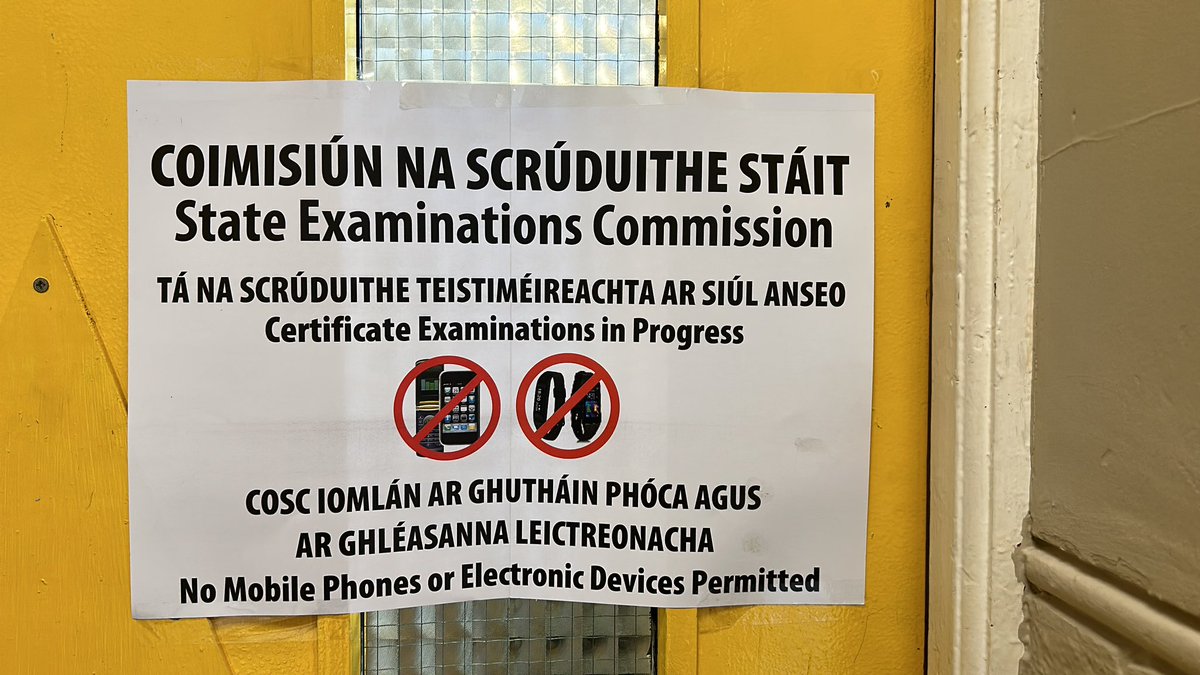 COIMISIÚN NA SCRÚDUITHE STÁIT
State Examinations Commission
TÁ NA SCRÚDUITHE TEISTIMÉIREACHTA AR SIÚL ANSEO
Certificate Examinations in Progress
COSC IOMLÁN AR GHUTHÁIN PHÓCA AGUS
AR GHLÉASANNA LEICTREONACHA
No Mobile Phones or Electronic Devices Permitted